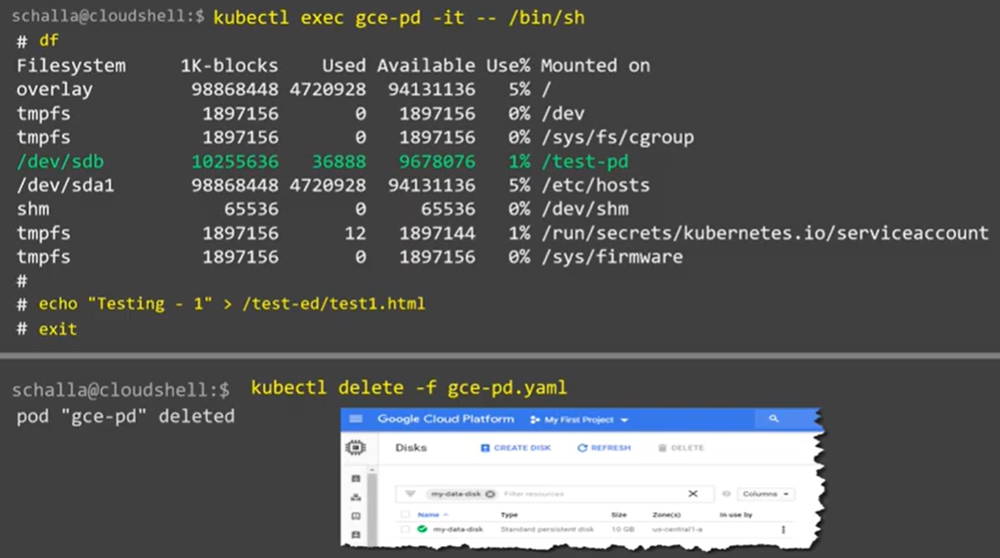 schalla@cloudshell:$ kubectl exec gce-pd -it -- /bin/sh
# df
Filesystem 1K-blocks Used Available Use% Mounted on
overlay 98868448 4720928 94131136 5% /
tmpfs 1897156 0 1897156 0% /dev
tmpfs 1897156 0 1897156 0% /sys/fs/cgroup
/dev/sdb 10255636 36888 9678076 1% /test-pd
/dev/sda1 98868448 4720928 94131136 5% /etc/hosts
shm 65536 0 65536 0% /dev/shm
tmpfs 1897156 12 1897144 1% /run/secrets/kubernetes.io/serviceaccount
tmpfs 1897156 0 1897156 0% /sys/firmware
#
# echo "Testing - 1" > /test-ed/test1.html
# exit
schalla@cloudshell:$ kubectl delete -f gce-pd.yaml
pod "gce-pd" deleted
Google Cloud Platform My First Project
Disks CREATE DISK REFRESH DELETE
my-data-disk Filter resources Columns
Name Type Size Zone(s) In use by
my-data-disk Standard persistent disk 10 GB us-central1-a